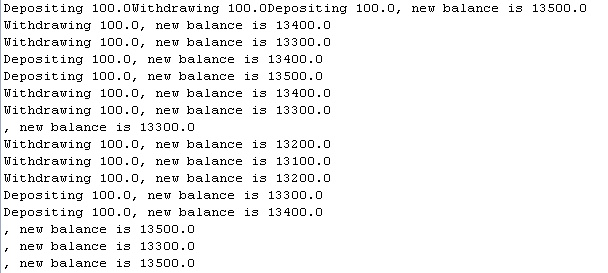 Depositing 100.0Withdrawing 100.0Depositing 100.0, new balance is 13500.0
Withdrawing 100.0, new balance is 13400.0
Withdrawing 100.0, new balance is 13300.0
Depositing 100.0, new balance is 13400.0
Depositing 100.0, new balance is 13500.0
Withdrawing 100.0, new balance is 13400.0
Withdrawing 100.0, new balance is 13300.0
, new balance is 13300.0
Withdrawing 100.0, new balance is 13200.0
Withdrawing 100.0, new balance is 13100.0
Withdrawing 100.0, new balance is 13200.0
Depositing 100.0, new balance is 13300.0
Depositing 100.0, new balance is 13400.0
, new balance is 13500.0
, new balance is 13300.0
, new balance is 13500.0